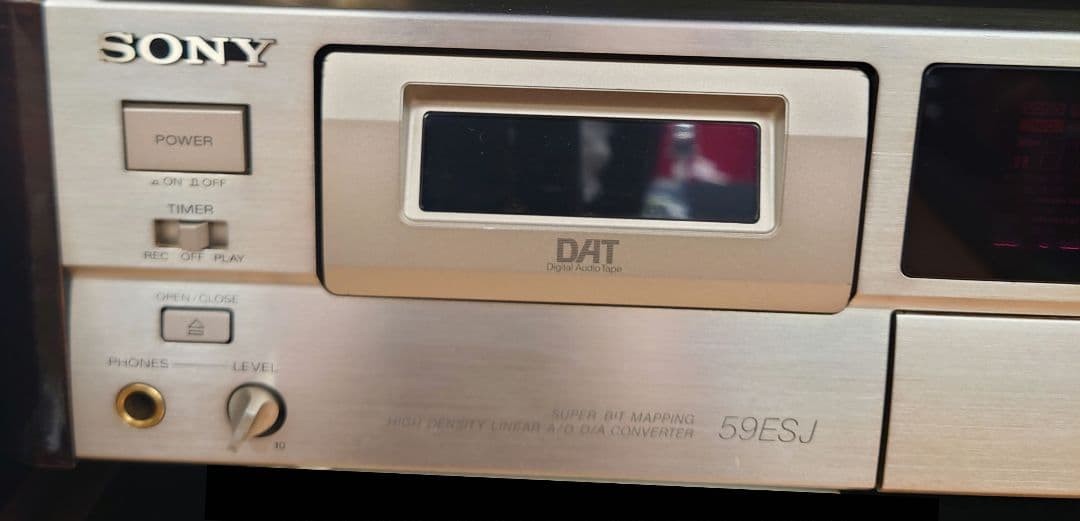 SONY
POWER
ON OFF
TIMER
REC OFF PLAY
OPEN/CLOSE
PHONES LEVEL
10
DAT
Digital Audio Tape
SUPER BIT MAPPING
HIGH DENSITY LINEAR A/D D/A CONVERTER
59ESJ